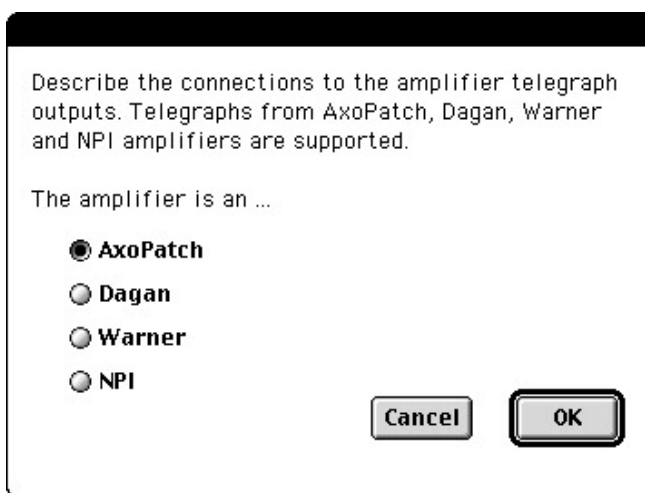 Describe the connections to the amplifier telegraph
outputs. Telegraphs from AxoPatch, Dagan, Warner
and NPI amplifiers are supported.
The amplifier is an ...
AxoPatch
Dagan
Warner
NPI
Cancel OK